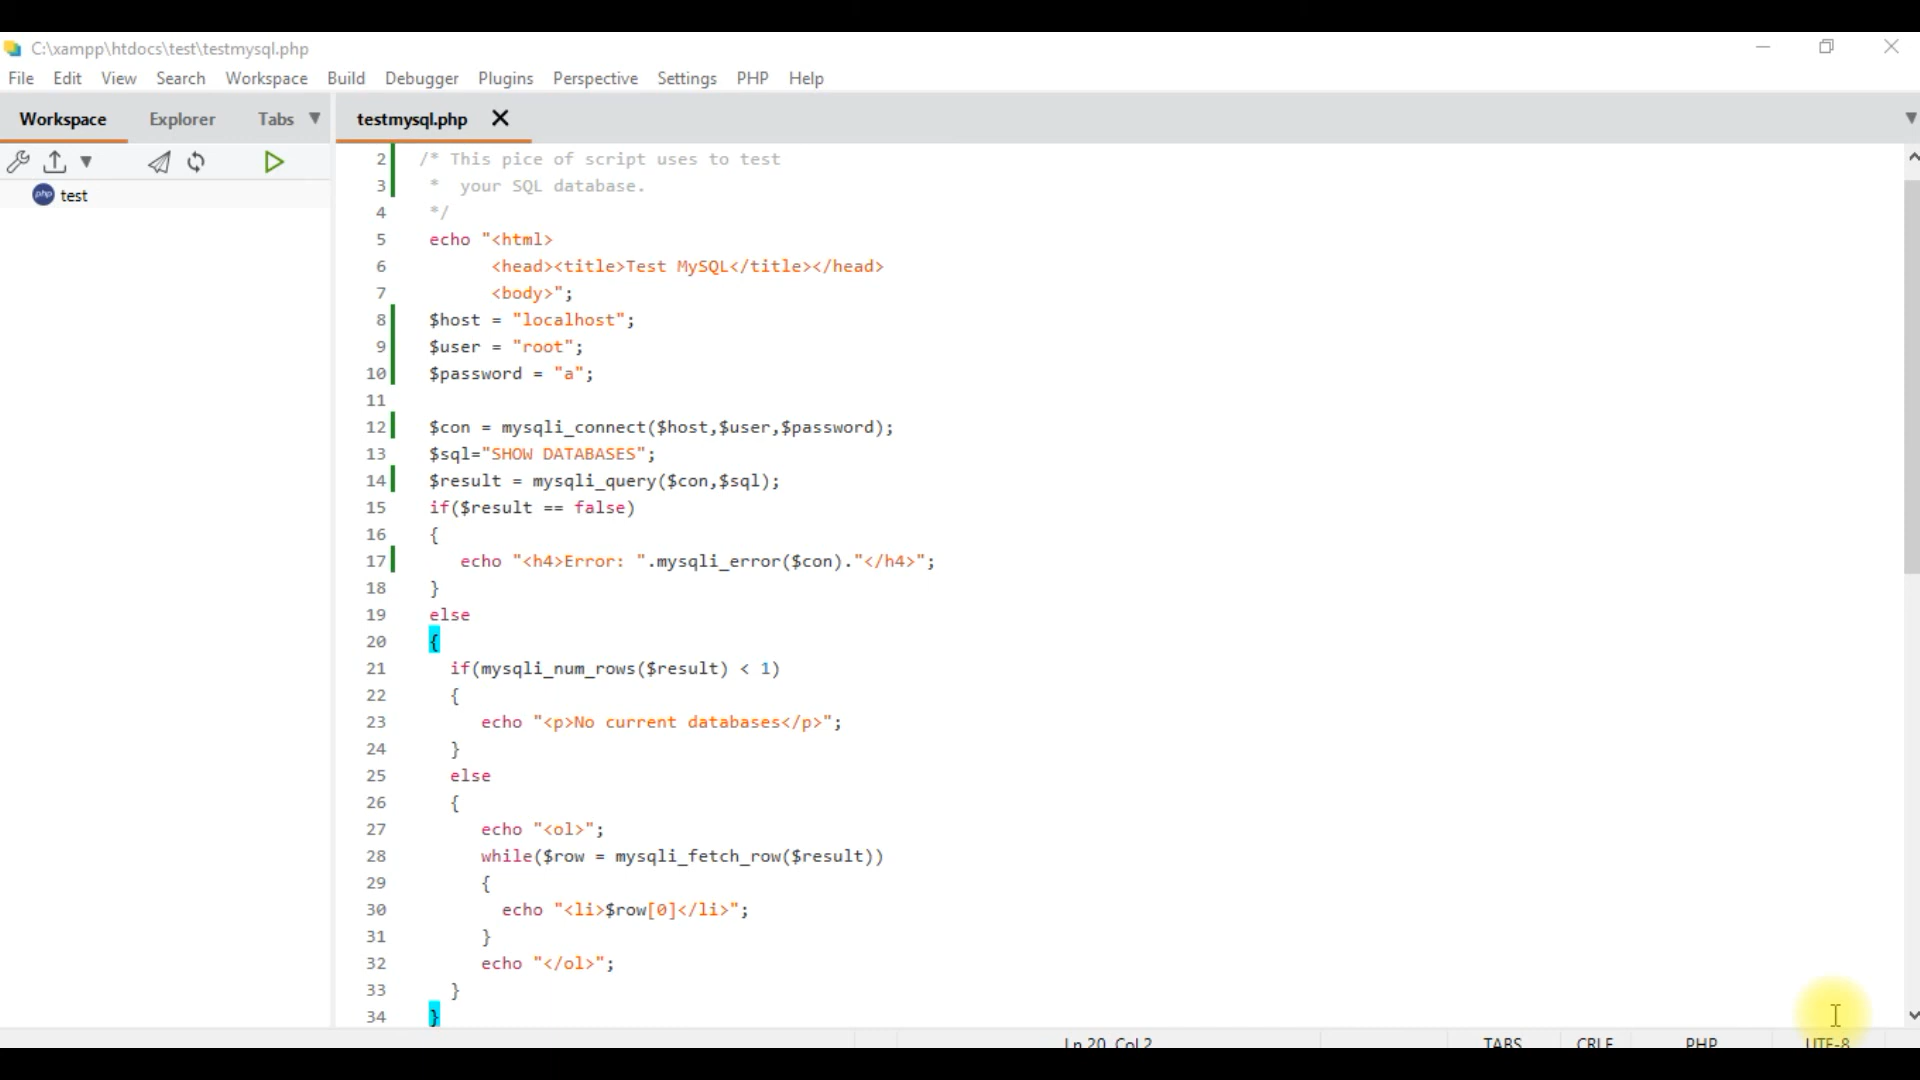 C:\xampp\htdocs\test\testmysql.php
File Edit View Search Workspace Build Debugger Plugins Perspective Settings PHP Help
Workspace Explorer Tabs testmysql.php
2 /* This pice of script uses to test
3 * your SQL database.
4 */
5 echo "<html>
6 <head><title>Test MySQL</title></head>
7 <body>";
8 $host = "localhost";
9 $user = "root";
10 $password = "a";
11
12 $con = mysqli_connect($host,$user,$password);
13 $sql="SHOW DATABASES";
14 $result = mysqli_query($con,$sql);
15 if($result == false)
16 {
17 echo "<h4>Error: ".mysqli_error($con)."</h4>";
18 }
19 else
20 {
21 if(mysqli_num_rows($result) < 1)
22 {
23 echo "<p>No current databases</p>";
24 }
25 else
26 {
27 echo "<ol>";
28 while($row = mysqli_fetch_row($result))
29 {
30 echo "<li>$row[0]</li>";
31 }
32 echo "</ol>";
33 }
34 }
php test
Ln 20, Col 2 TABS CRLF PHP UTF-8